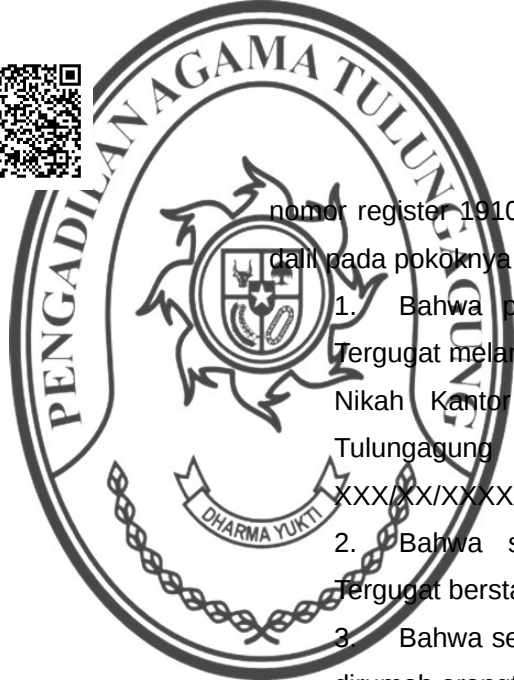 PENGADILAN AGAMA TULUNGAGUNG
nomor register 1910
dalil pada pokoknya
1. Bahwa p
Tergugat melan
Nikah Kantor
Tulungagung
XXX/XX/XXXX
DHARMA YUKTI
2. Bahwa s
Tergugat bersta
3. Bahwa se